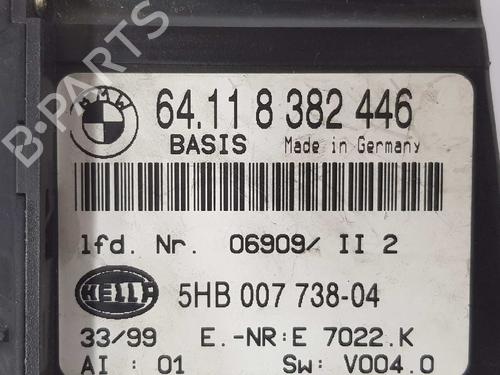 BMW
64.11 8 382 446
BASIS Made in Germany
lfd. Nr. 06909/ II 2
HELLA 5HB 007 738-04
33/99 E.-NR:E 7022.K
AI : 01 Sw: V004.0
B-PARTS